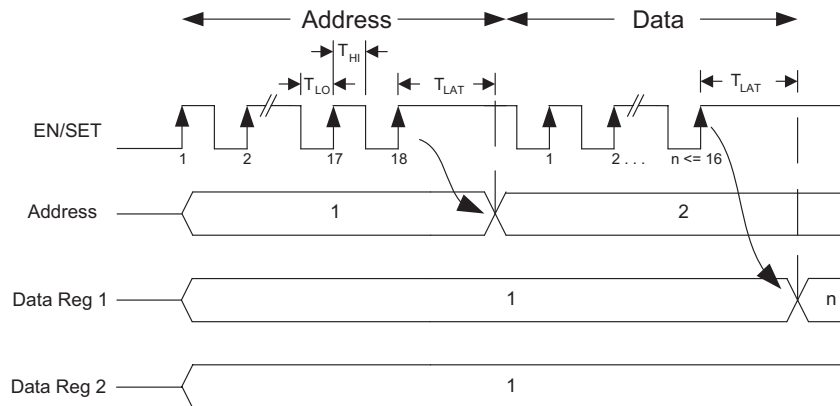 Address Data
T_HI
T_LO T_LAT T_LAT
EN/SET
1 2 17 18 1 2 . . . n <= 16
Address 1 2
Data Reg 1 1 n
Data Reg 2 1